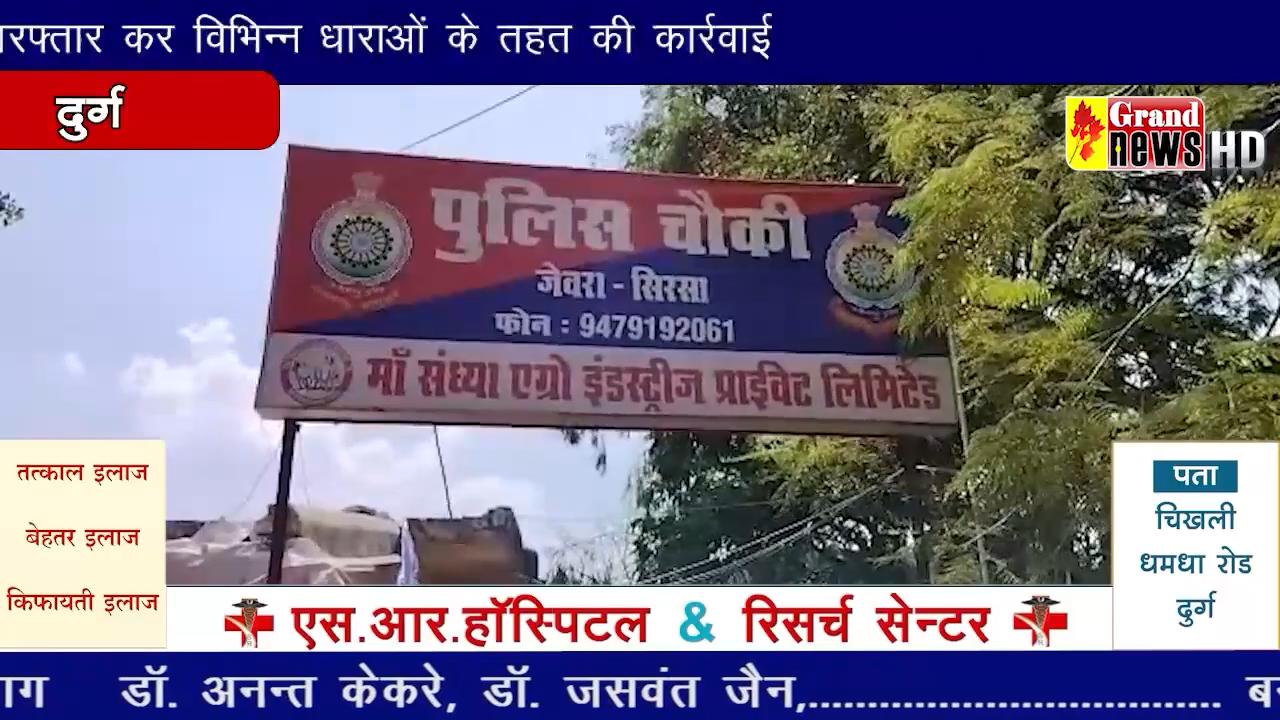 कर विभिन्न धाराओं के तहत की कार्रवाई
दुर्ग
Grand news HD
पुलिस चौकी
जेवरा - सिरसा
फोन : 9479192061
माँ संध्या एग्रो इंडस्ट्रीज प्राईवेट लिमिटेड
तत्काल इलाज
बेहतर इलाज
किफायती इलाज
पता
चिखली
धमधा रोड
दुर्ग
एस.आर.हॉस्पिटल & रिसर्च सेन्टर
डॉ. अनन्त केकरे, डॉ. जसवंत जैन,..................................